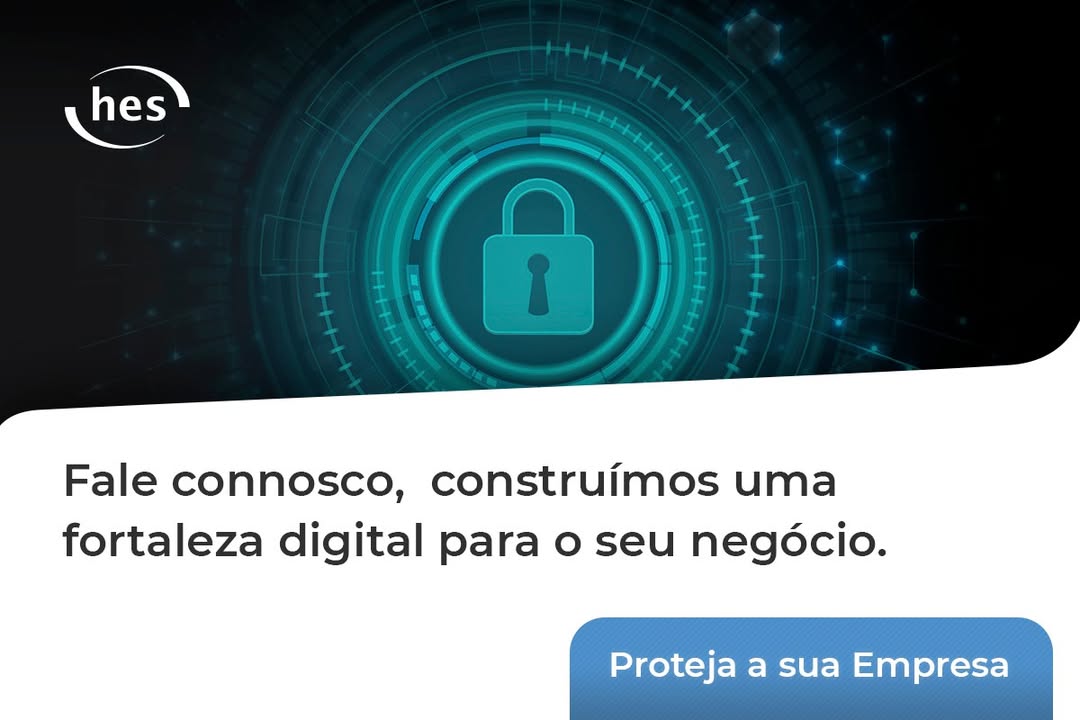 hes
Fale connosco, construímos uma
fortaleza digital para o seu negócio.
Proteja a sua Empresa